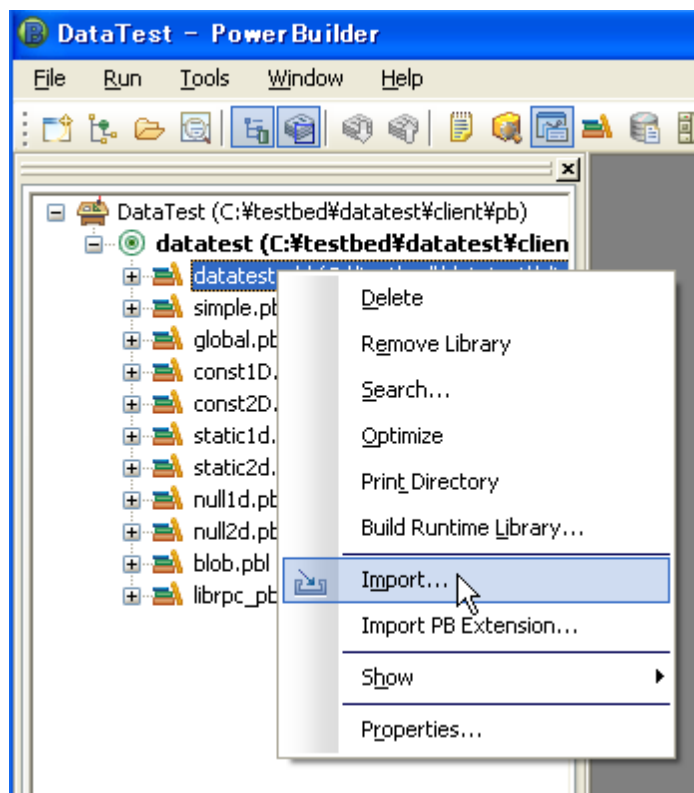 DataTest - PowerBuilder
File Run Tools Window Help
DataTest (C:¥testbed¥datatest¥client¥pb)
datatest (C:¥testbed¥datatest¥clien
datatest
simple.pb
global.pb
const1D.
const2D.
static1d.
static2d.
null1d.pb
null2d.pb
blob.pbl
librpc_pb
Delete
Remove Library
Search...
Optimize
Print Directory
Build Runtime Library...
Import...
Import PB Extension...
Show
Properties...